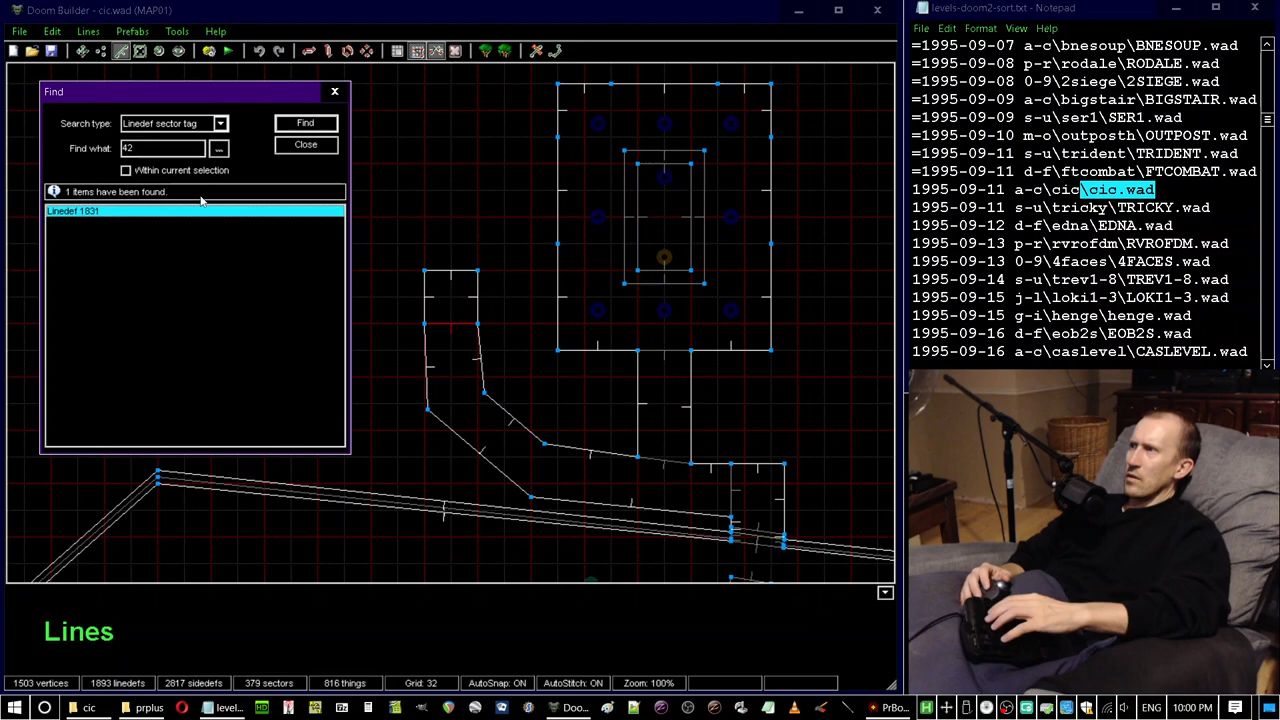 Doom Builder - cic.wad (MAP01)
File Edit Lines Prefabs Tools Help
Find
Search type: Linedef sector tag
Find
Find what: 42
...
Close
Within current selection
1 items have been found.
Linedef 1831
Lines
1503 vertices 1893 linedefs 2817 sidedefs 379 sectors 816 things Grid: 32 AutoSnap: ON AutoStitch: ON Zoom: 100%
levels-doom2-sort.txt - Notepad
File Edit Format View Help
=1995-09-07 a-c\bnesoup\BNESOUP.wad
=1995-09-08 p-r\rodale\RODALE.wad
=1995-09-08 0-9\2siege\2SIEGE.wad
=1995-09-09 a-c\bigstair\BIGSTAIR.wad
=1995-09-09 s-u\ser1\SER1.wad
=1995-09-10 m-o\outposth\OUTPOST.wad
=1995-09-11 s-u\trident\TRIDENT.wad
=1995-09-11 d-f\ftcombat\FTCOMBAT.wad
1995-09-11 a-c\cic\cic.wad
1995-09-11 s-u\tricky\TRICKY.wad
1995-09-12 d-f\edna\EDNA.wad
1995-09-13 p-r\rvrofdm\RVROFDM.wad
1995-09-13 0-9\4faces\4FACES.wad
1995-09-14 s-u\trev1-8\TREV1-8.wad
1995-09-15 j-l\loki1-3\LOKI1-3.wad
1995-09-15 g-i\henge\henge.wad
1995-09-16 d-f\eob2s\EOB2S.wad
1995-09-16 a-c\caslevel\CASLEVEL.wad
cic prplus level... Doo... PrBo... ENG 10:00 PM